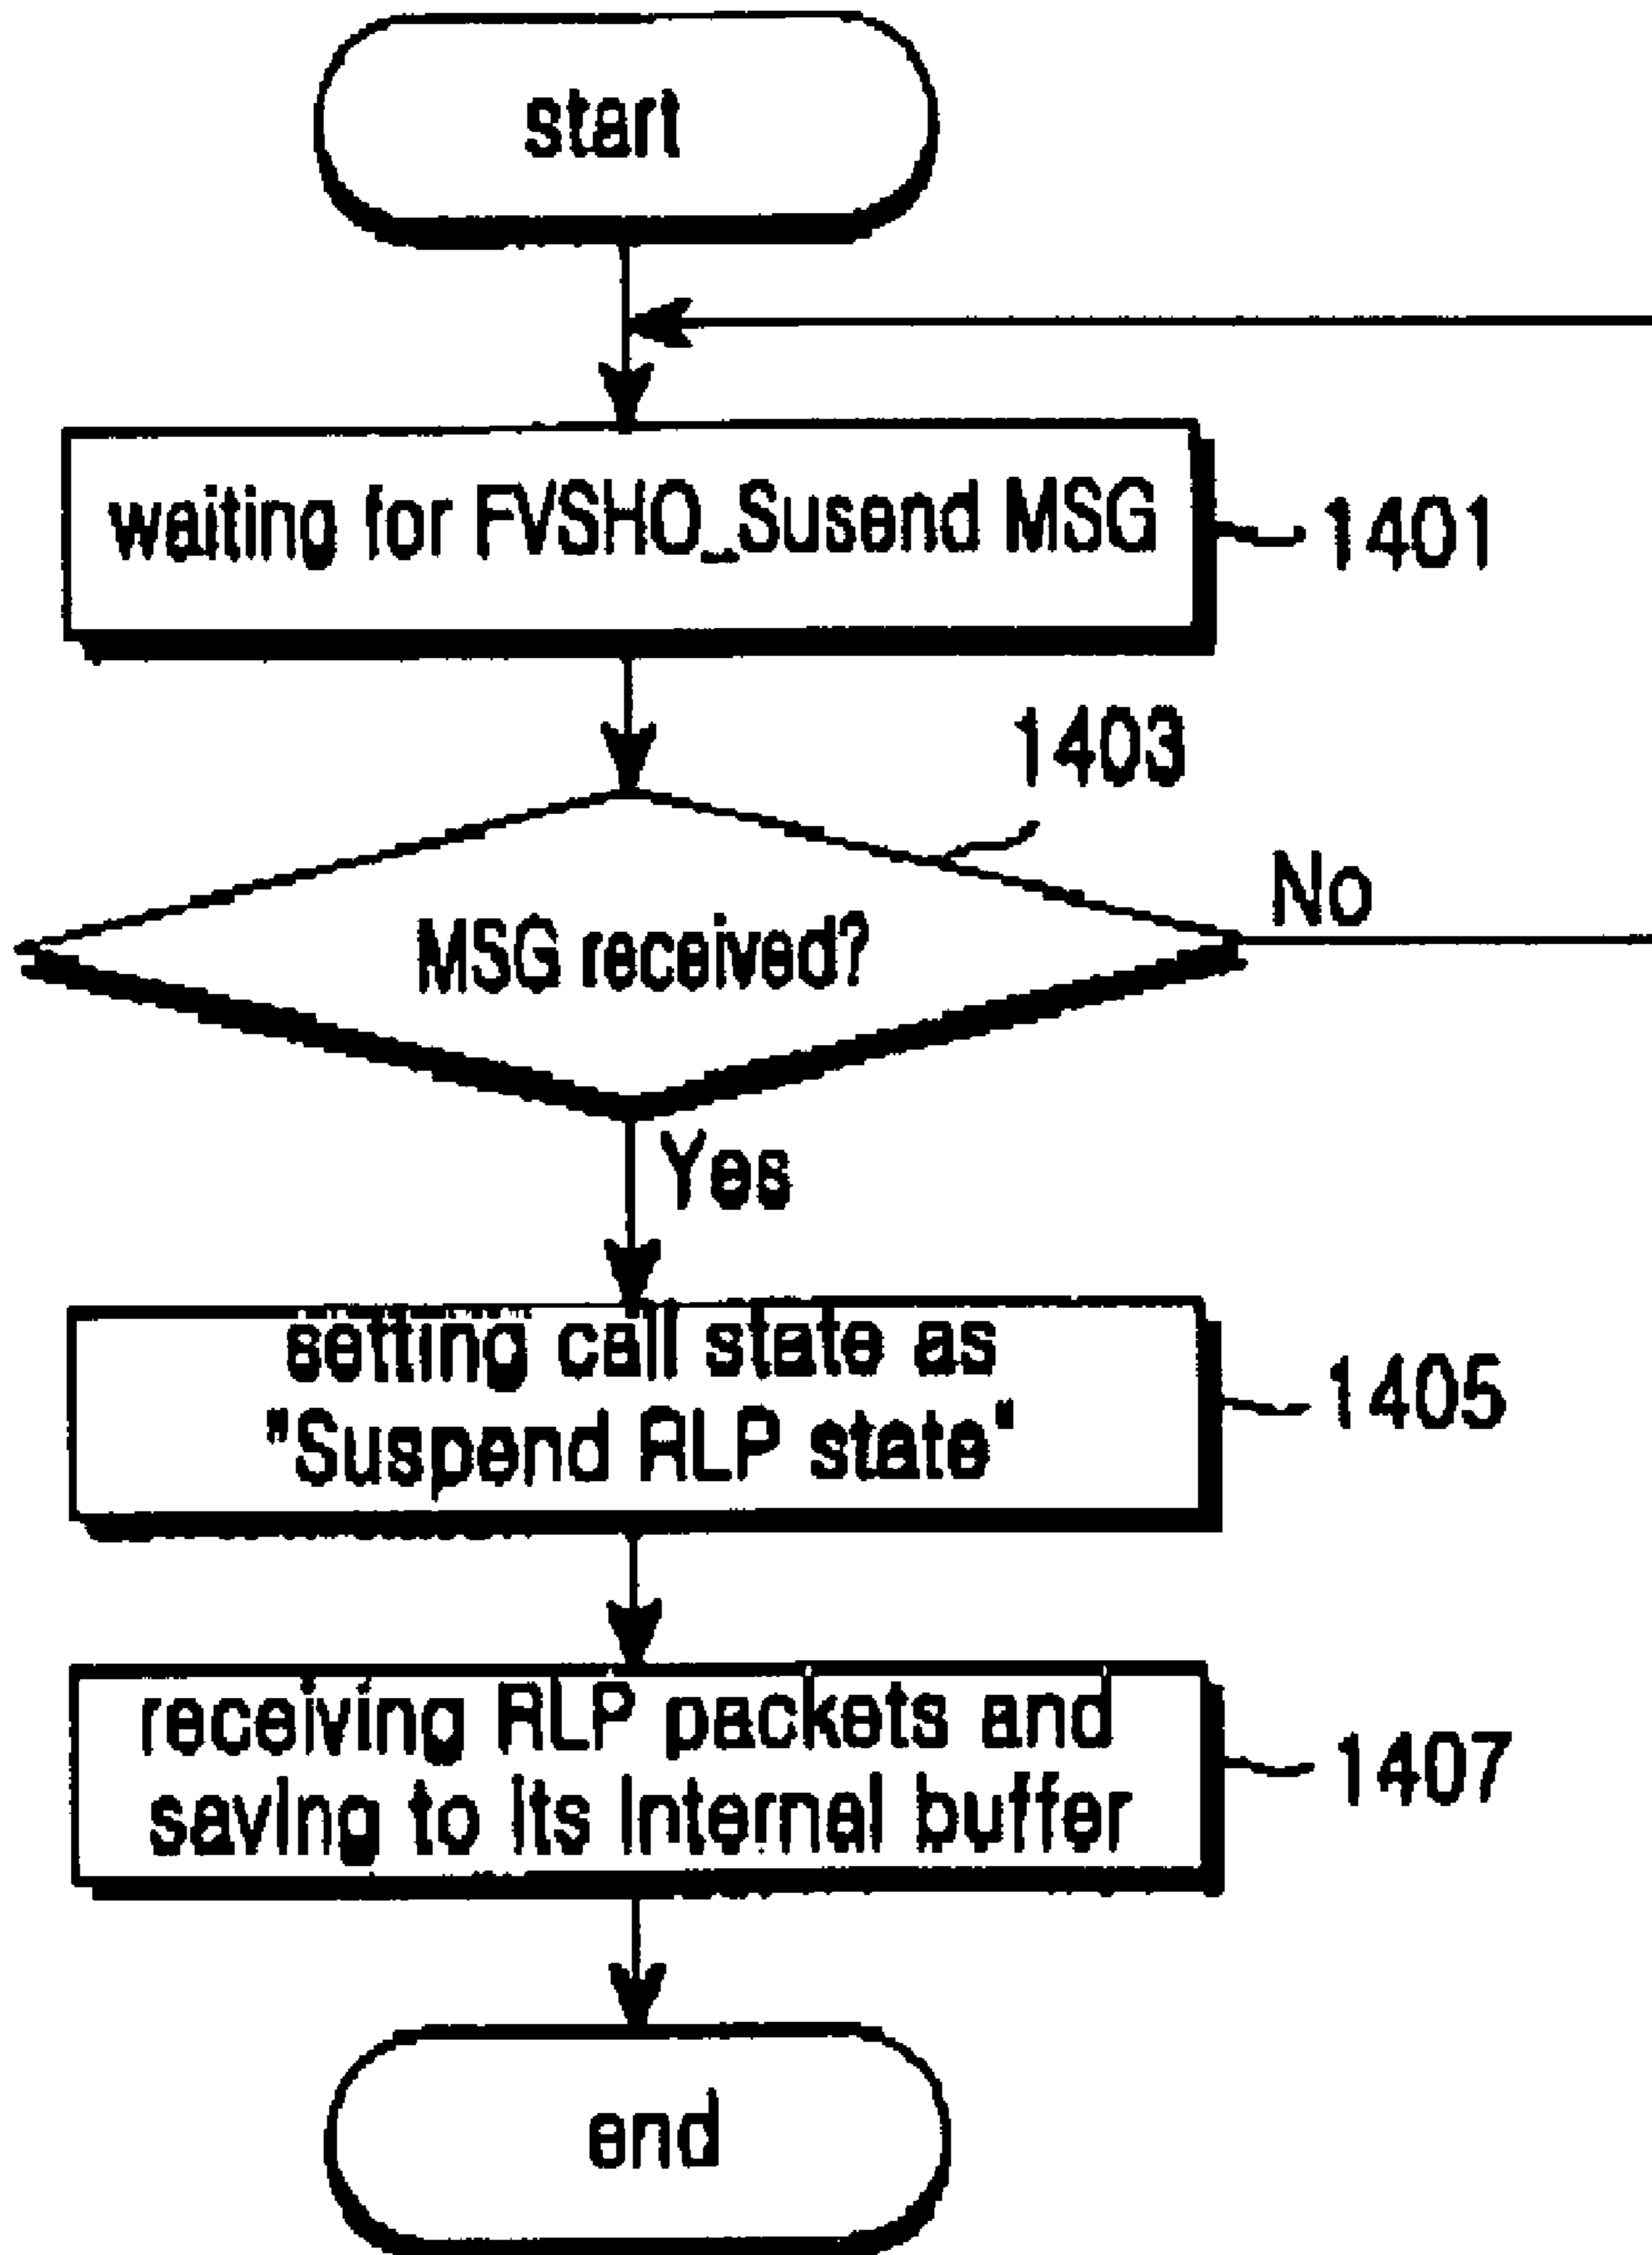 start
waiting for FVSHO_Susend MSG
1401
1403
MSG received?
No
Yes
setting call state as
"Suspend RLP state"
1405
receiving RLP packets and
saving to its internal buffer
1407
end